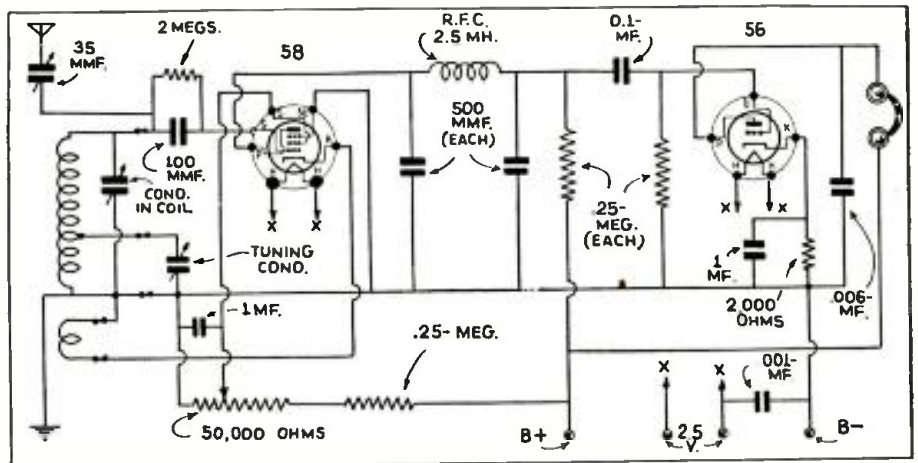 35
MMF.
2 MEGS.
58
R.F.C.
2.5 MH.
0.1-
MF.
56
100
MMF.
COND.
IN COIL
TUNING
COND.
.1 MF.
500
MMF.
(EACH)
.25-
MEG.
(EACH)
K
H
H
P
G
K
H
H
X
X
X
X
1
MF.
2,000
OHMS
.006-
MF.
.25- MEG.
50,000 OHMS
B+
X
X
2.5
V.
.001-
MF
B-